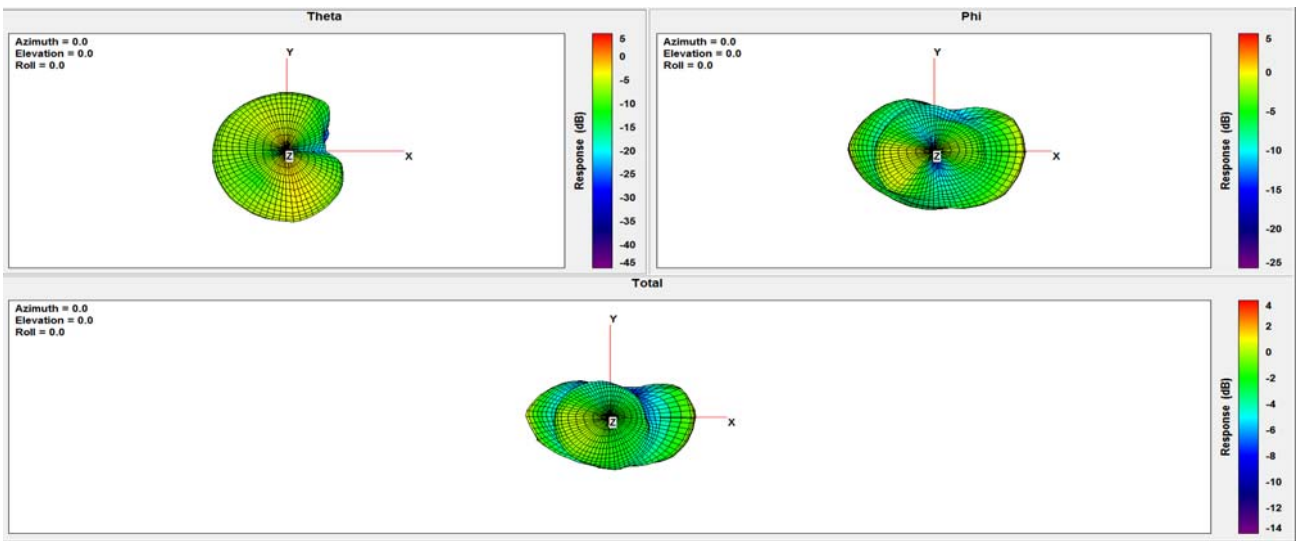 Theta
Azimuth = 0.0
Elevation = 0.0
Roll = 0.0
Y
Z
X
Response (dB)
5
0
-5
-10
-15
-20
-25
-30
-35
-40
-45
Phi
Azimuth = 0.0
Elevation = 0.0
Roll = 0.0
Y
Z
X
Response (dB)
5
0
-5
-10
-15
-20
-25
Total
Azimuth = 0.0
Elevation = 0.0
Roll = 0.0
Y
Z
X
Response (dB)
4
2
0
-2
-4
-6
-8
-10
-12
-14